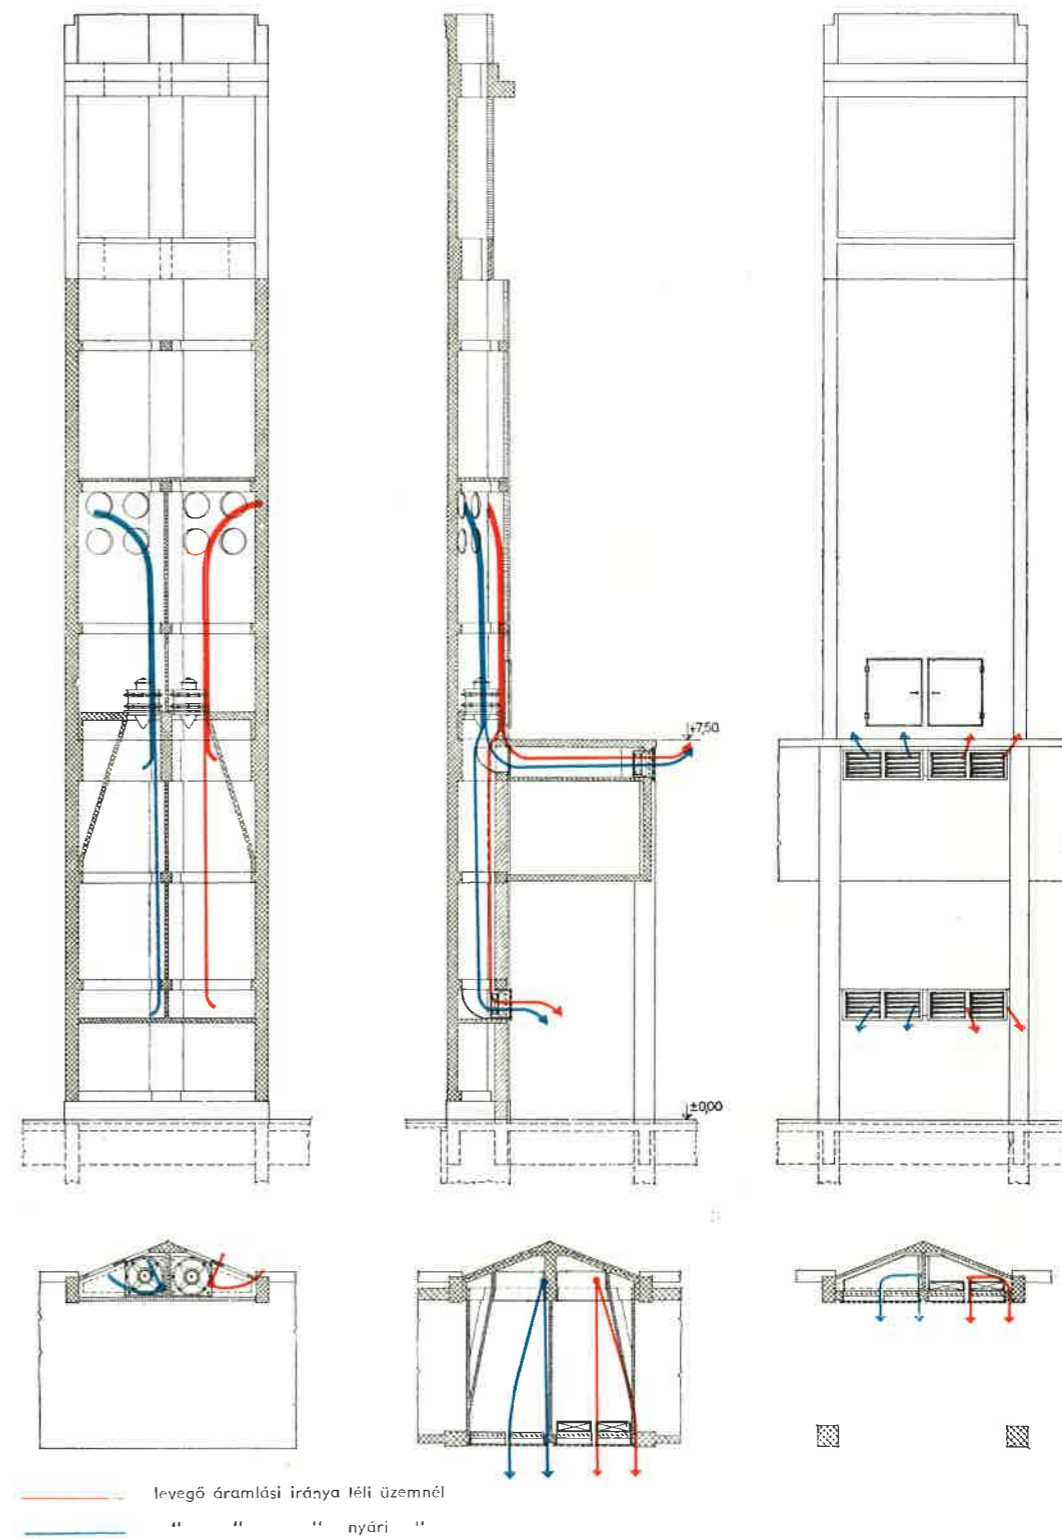 ±7,50
±0,00
levegő áramlási iránya téli üzemnél
" " " nyári "